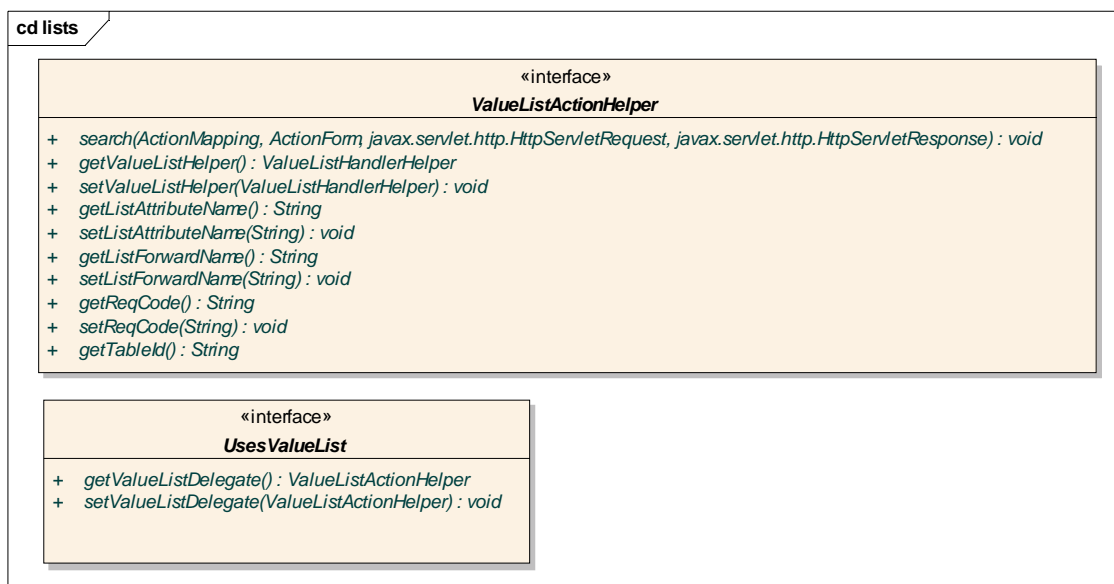 cd lists
«interface»
ValueListActionHelper
+ search(ActionMapping, ActionForm, javax.servlet.http.HttpServletRequest, javax.servlet.http.HttpServletResponse) : void
+ getValueListHelper() : ValueListHandlerHelper
+ setValueListHelper(ValueListHandlerHelper) : void
+ getListAttributeName() : String
+ setListAttributeName(String) : void
+ getListForwardName() : String
+ setListForwardName(String) : void
+ getReqCode() : String
+ setReqCode(String) : void
+ getTableId() : String
«interface»
UsesValueList
+ getValueListDelegate() : ValueListActionHelper
+ setValueListDelegate(ValueListActionHelper) : void